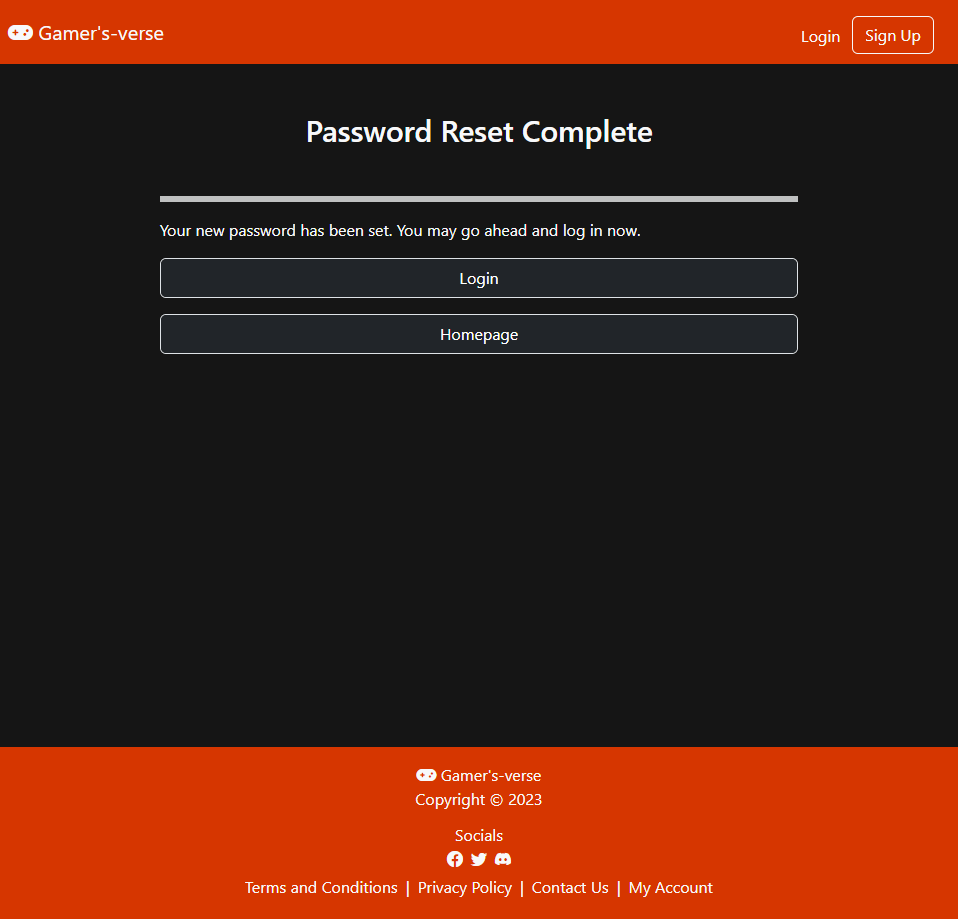 Gamer's-verse
Login
Sign Up
Password Reset Complete
Your new password has been set. You may go ahead and log in now.
Login
Homepage
Gamer's-verse
Copyright © 2023
Socials
Terms and Conditions | Privacy Policy | Contact Us | My Account